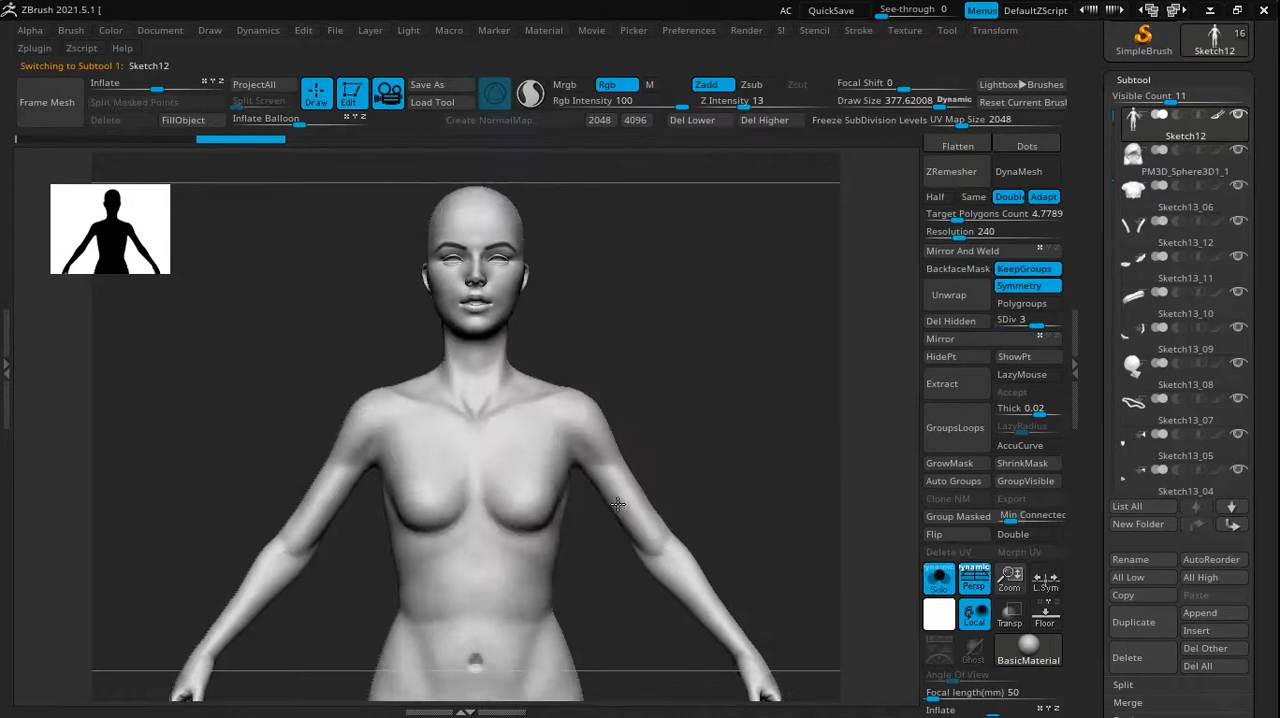 ZBrush 2021.5.1 [
AC QuickSave See-through 0 Menus DefaultZScript
Alpha Brush Color Document Draw Dynamics Edit File Layer Light Macro Marker Material Movie Picker Preferences Render S! Stencil Stroke Texture Tool Transform
Zplugin Zscript Help
Switching to Subtool 1: Sketch12
Frame Mesh
Inflate
Split Masked Points
Delete FillObject
ProjectAll
Split Screen
Inflate Balloon
Draw Edit
Save As
Load Tool
Create NormalMap
Mrgb Rgb M
Rgb Intensity 100
2048 4096
Zadd Zsub Zcut
Z Intensity 13
Del Lower Del Higher
Focal Shift 0
Draw Size 377.62008 Dynamic
Freeze SubDivision Levels
Lightbox▶Brushes
Reset Current Brus
UV Map Size 2048
Flatten Dots
ZRemesher DynaMesh
Half Same Double Adapt
Target Polygons Count 4.7789
Resolution 240
Mirror And Weld
BackfaceMask KeepGroups
Unwrap Symmetry
Polygroups
Del Hidden SDiv 3
Mirror
HidePt ShowPt
Extract LazyMouse
Accept
Thick 0.02
GroupsLoops LazyRadius
AccuCurve
GrowMask ShrinkMask
Auto Groups GroupVisible
Clone NM Export
Group Masked Min Connected
Flip Double
Delete UV Morph UV
Dynamic Solo Dynamic Persp Zoom L.Sym
Local Transp Floor
Ghost BasicMaterial
Angle Of View
Focal length(mm) 50
Inflate
SimpleBrush 16 Sketch12
Subtool
Visible Count 11
Sketch12
PM3D_Sphere3D1_1
Sketch13_06
Sketch13_12
Sketch13_11
Sketch13_10
Sketch13_09
Sketch13_08
Sketch13_07
Sketch13_05
Sketch13_04
List All
New Folder
Rename AutoReorder
All Low All High
Copy Paste
Duplicate Append
Insert
Delete Del Other
Del All
Split
Merge